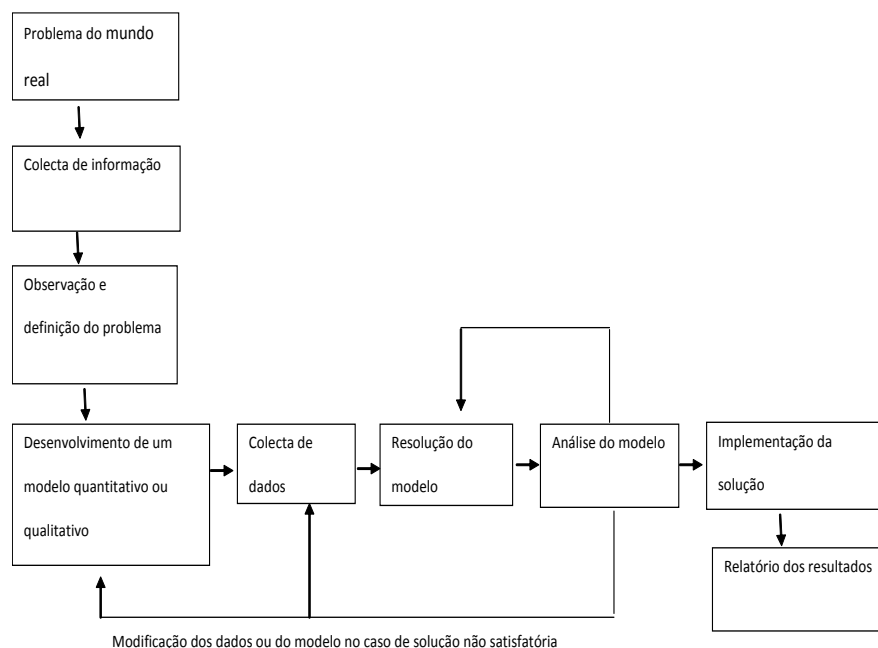 Problema do mundo
real
Colecta de informação
Observação e
definição do problema
Desenvolvimento de um
modelo quantitativo ou
qualitativo
Colecta de
dados
Resolução do
modelo
Análise do modelo
Implementação da
solução
Relatório dos resultados
Modificação dos dados ou do modelo no caso de solução não satisfatória